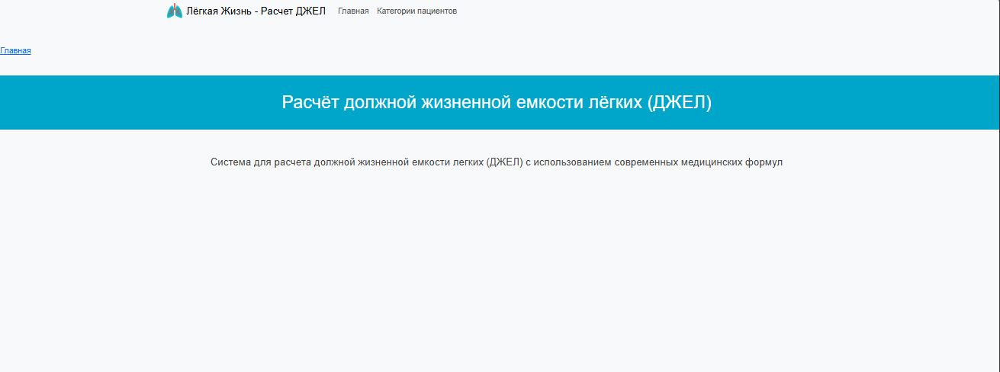 Лёгкая Жизнь - Расчет ДЖЕЛ Главная Категории пациентов
Главная
Расчёт должной жизненной емкости лёгких (ДЖЕЛ)
Система для расчета должной жизненной емкости легких (ДЖЕЛ) с использованием современных медицинских формул